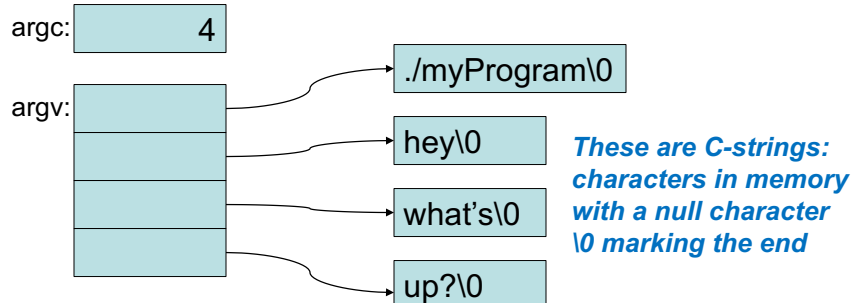 argc:
4
./myProgram\0
argv:
hey\0
These are C-strings:
characters in memory
with a null character
\0 marking the end
what's\0
up?\0